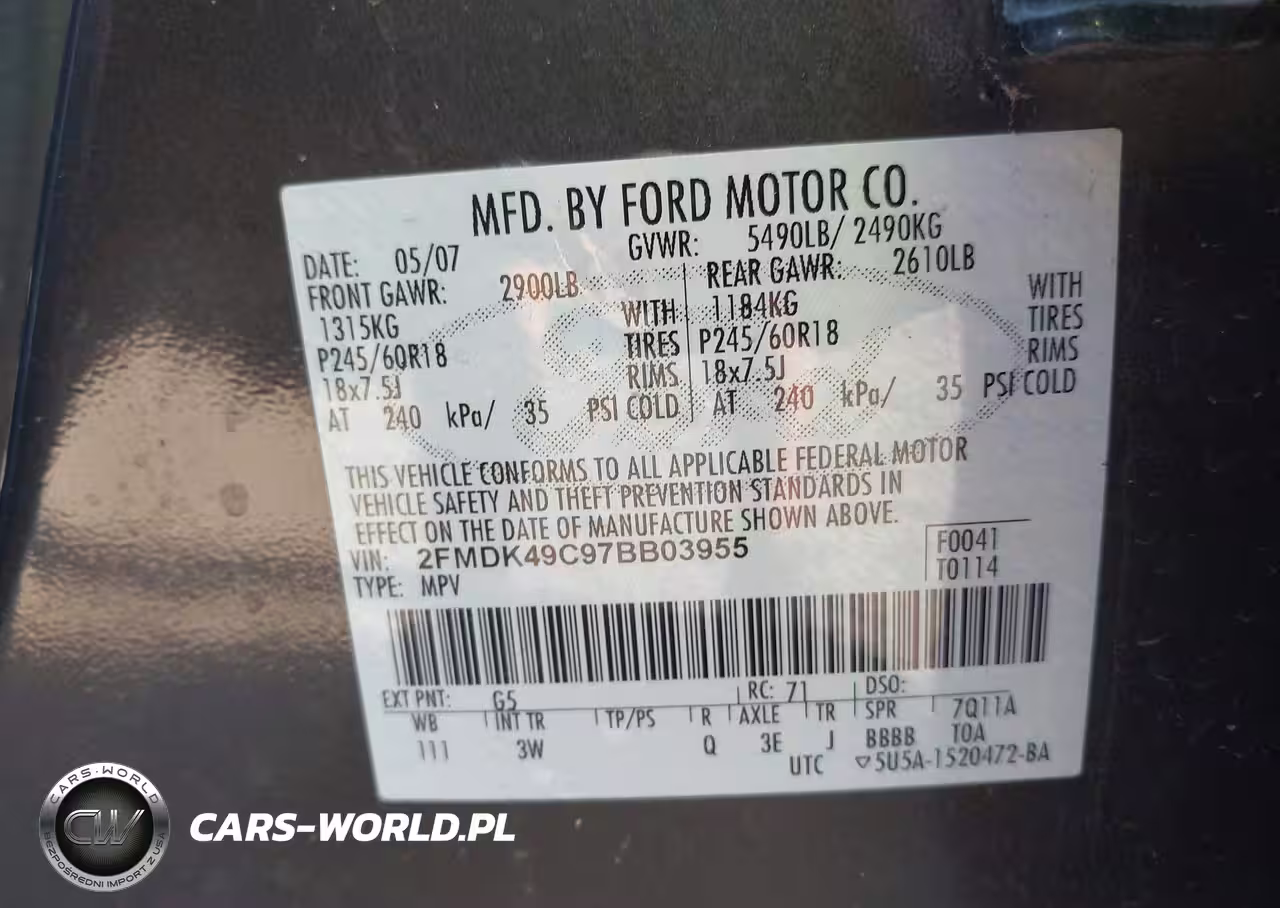 MFD. BY FORD MOTOR CO.
DATE: 05/07 GVWR: 5490LB/ 2490KG
FRONT GAWR: 2900LB REAR GAWR: 2610LB
1315KG WITH 1184KG WITH
P245/60R18 TIRES P245/60R18 TIRES
18x7.5J RIMS 18x7.5J RIMS
AT 240 kPa/ 35 PSI COLD AT 240 kPa/ 35 PSI COLD
THIS VEHICLE CONFORMS TO ALL APPLICABLE FEDERAL MOTOR
VEHICLE SAFETY AND THEFT PREVENTION STANDARDS IN
EFFECT ON THE DATE OF MANUFACTURE SHOWN ABOVE.
VIN: 2FMDK49C97BB03955 F0041
TYPE: MPV T0114
EXT PNT: G5 RC: 71 DSO:
WB INT TR TP/PS R AXLE TR SPR 7Q11A
111 3W Q 3E J BBBB T0A
UTC ▽5U5A-1520472-BA
CARS-WORLD
CW
BEZPOŚREDNI IMPORT Z USA
CARS-WORLD.PL